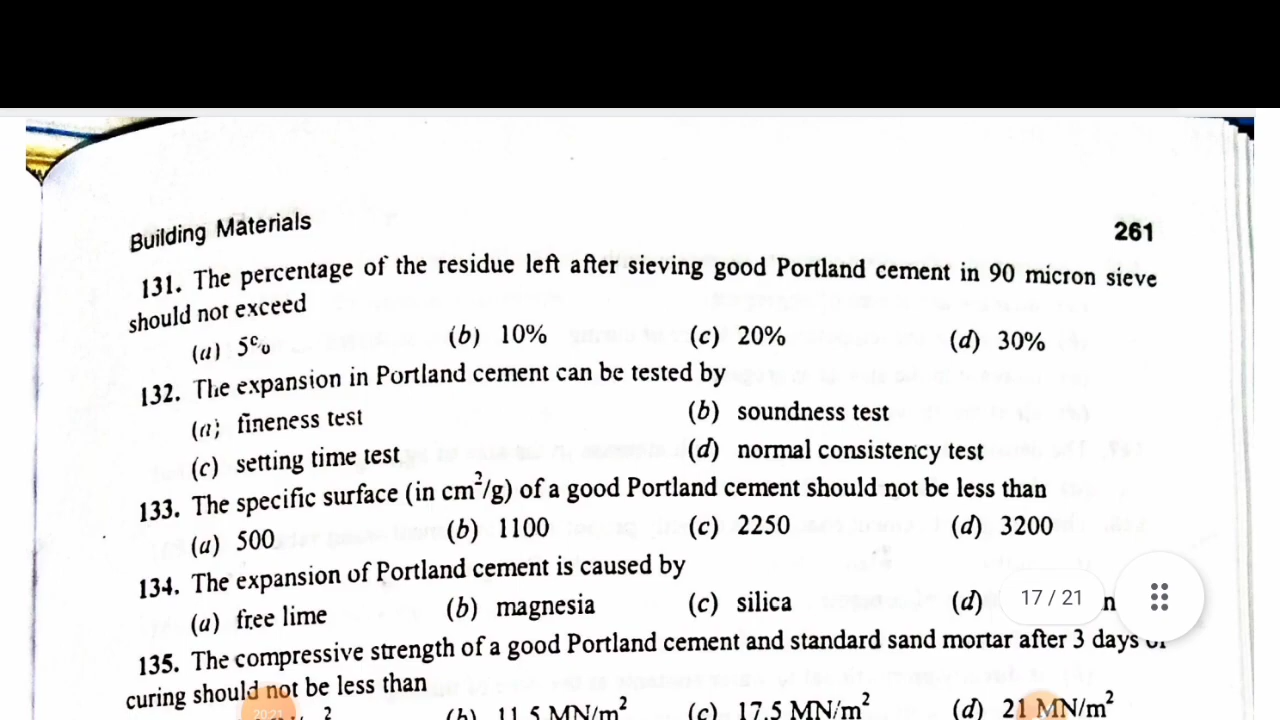 Building Materials 261
131. The percentage of the residue left after sieving good Portland cement in 90 micron sieve
should not exceed
(a) 5% (b) 10% (c) 20% (d) 30%
132. The expansion in Portland cement can be tested by
(a) fineness test (b) soundness test
(c) setting time test (d) normal consistency test
133. The specific surface (in cm²/g) of a good Portland cement should not be less than
(a) 500 (b) 1100 (c) 2250 (d) 3200
134. The expansion of Portland cement is caused by
(a) free lime (b) magnesia (c) silica (d) 17 / 21 n
135. The compressive strength of a good Portland cement and standard sand mortar after 3 days
curing should not be less than
(b) 11.5 MN/m² (c) 17.5 MN/m² (d) 21 MN/m²
20:21